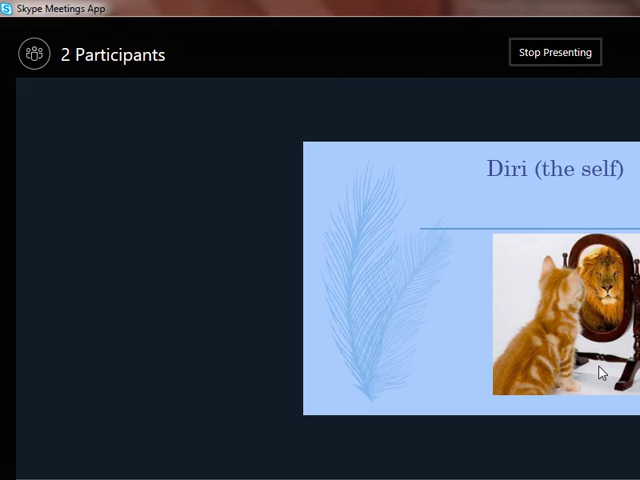 Skype Meetings App
2 Participants
Stop Presenting
Diri (the self)